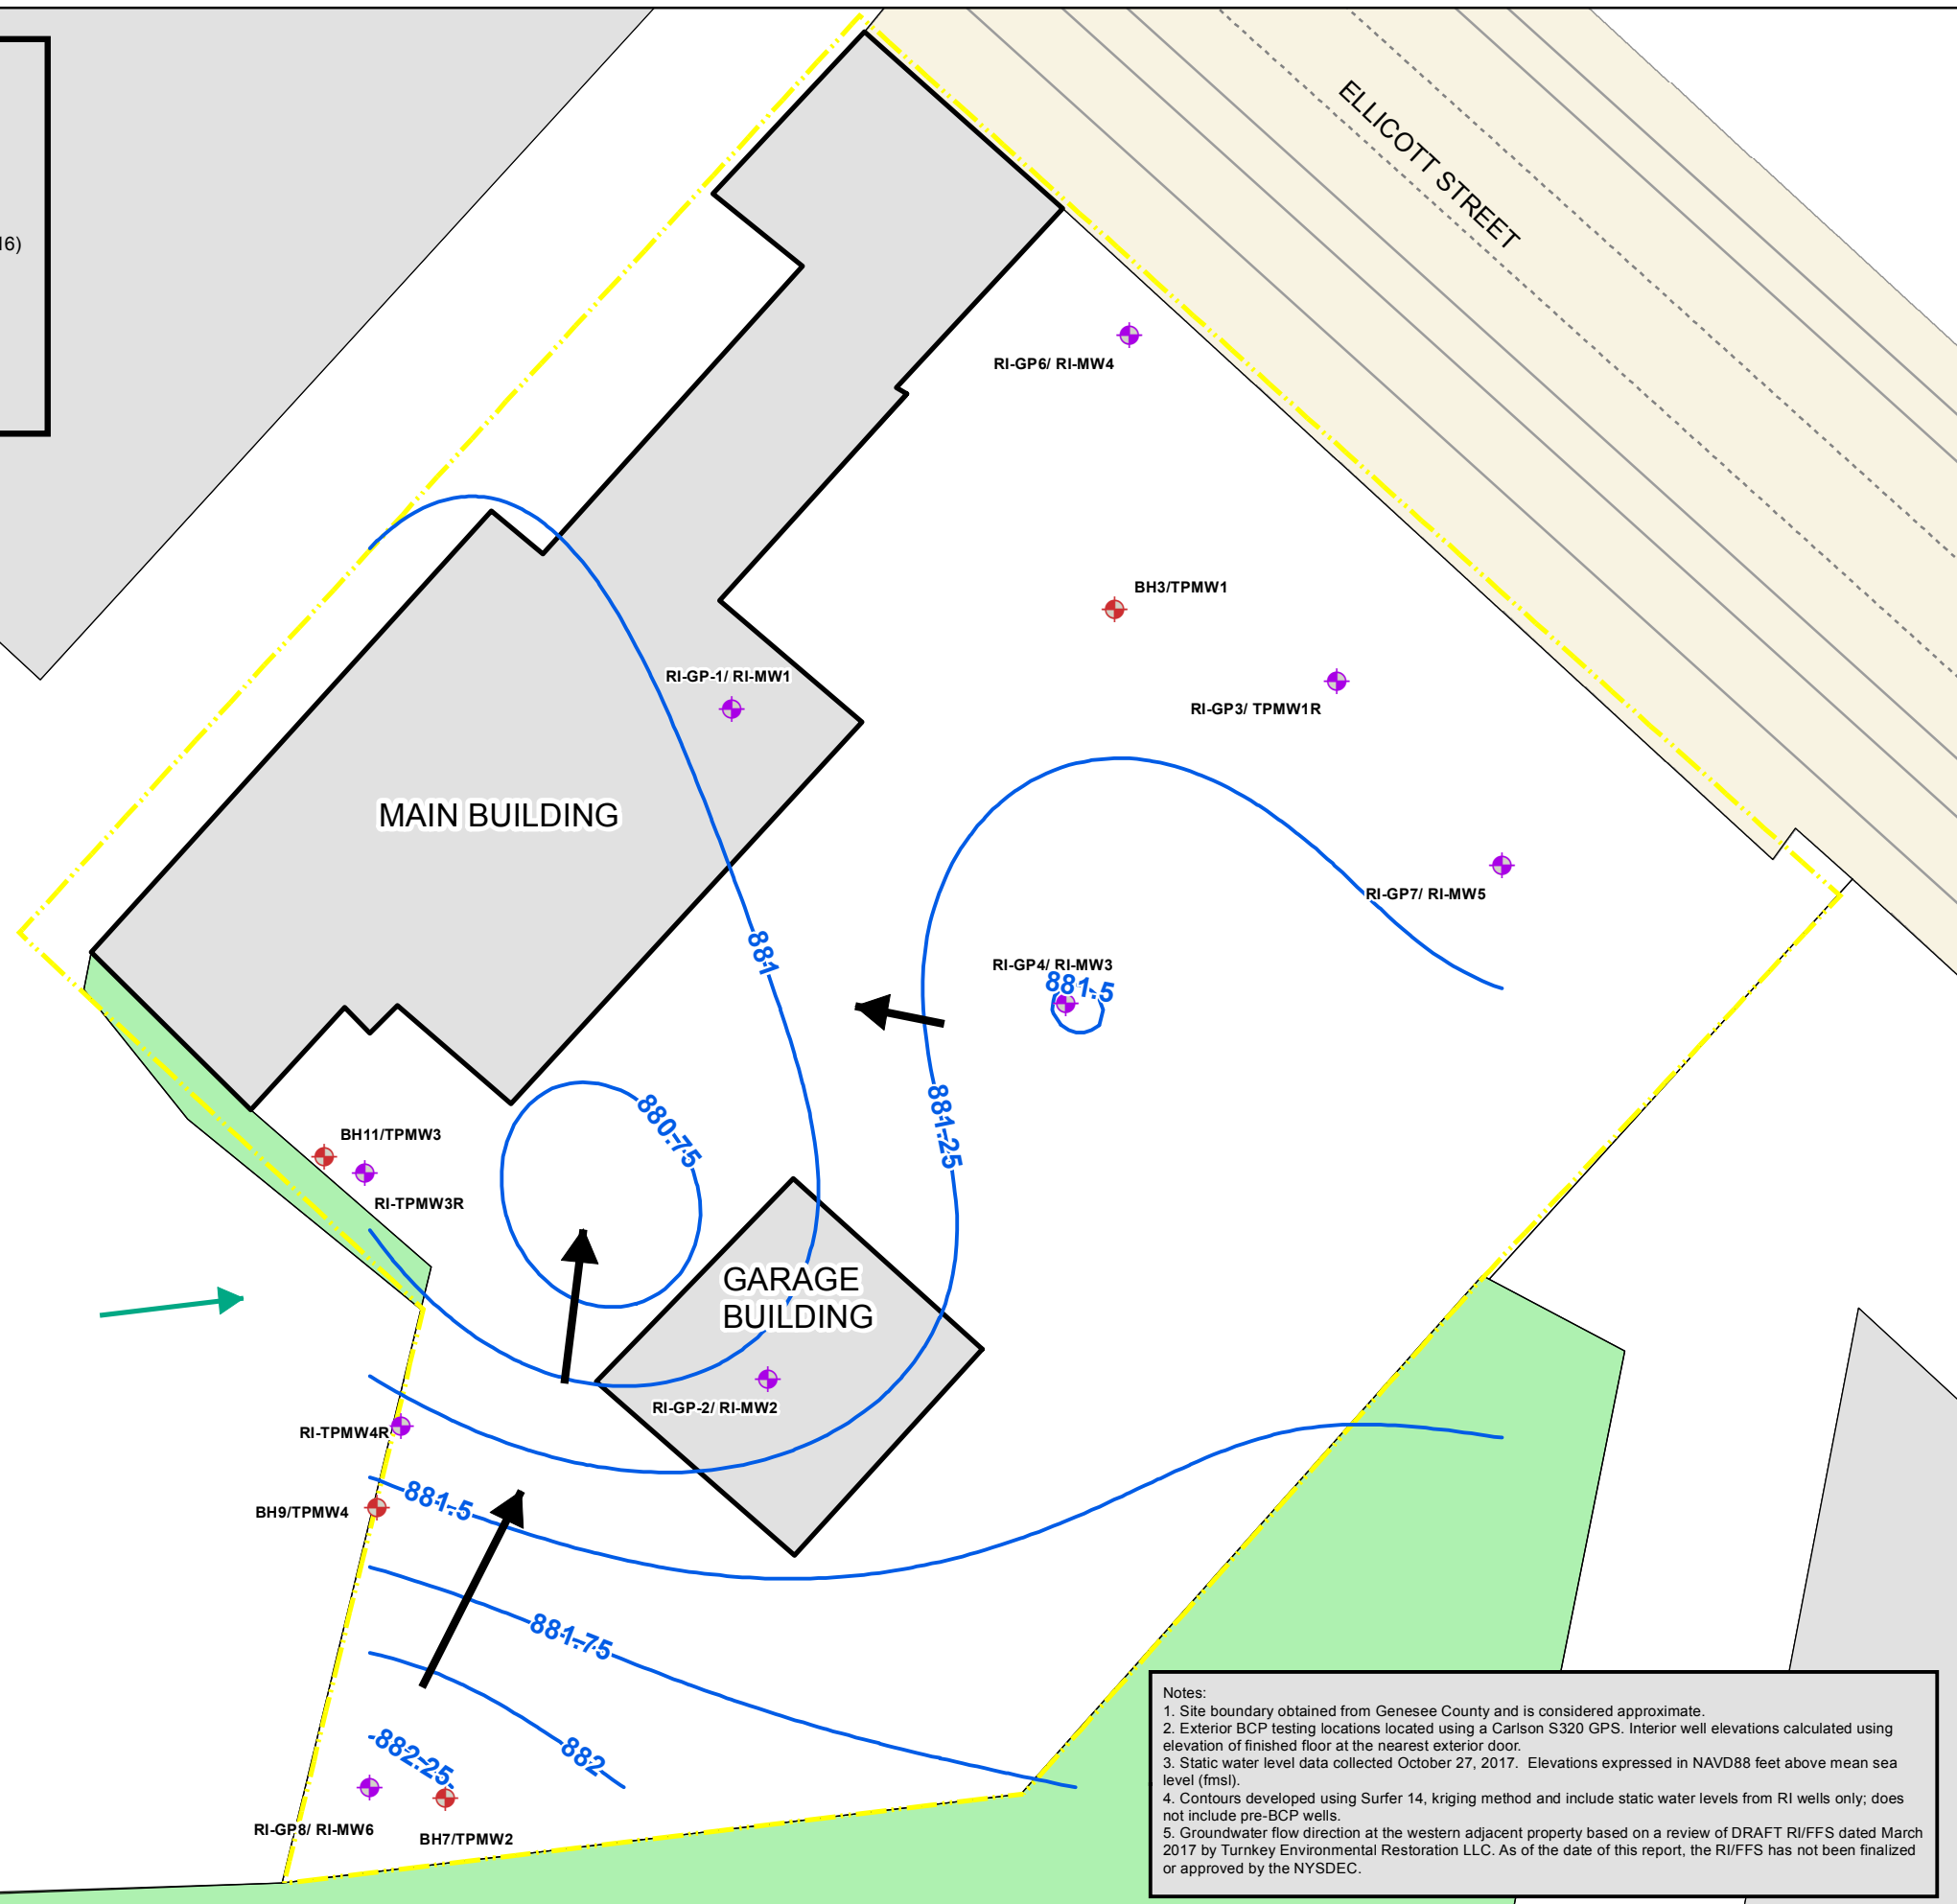 16)
ELLICOTT STREET
RI-GP6/ RI-MW4
BH3/TPMW1
RI-GP-1/ RI-MW1
RI-GP3/ TPMW1R
MAIN BUILDING
RI-GP7/ RI-MW5
881
RI-GP4/ RI-MW3
881.5
880.75
881.25
BH11/TPMW3
RI-TPMW3R
GARAGE
BUILDING
RI-GP-2/ RI-MW2
RI-TPMW4R
881.5
BH9/TPMW4
881.75
882.25
882
RI-GP8/ RI-MW6
BH7/TPMW2
Notes:
1. Site boundary obtained from Genesee County and is considered approximate.
2. Exterior BCP testing locations located using a Carlson S320 GPS. Interior well elevations calculated using
elevation of finished floor at the nearest exterior door.
3. Static water level data collected October 27, 2017. Elevations expressed in NAVD88 feet above mean sea
level (fmsl).
4. Contours developed using Surfer 14, kriging method and include static water levels from RI wells only; does
not include pre-BCP wells.
5. Groundwater flow direction at the western adjacent property based on a review of DRAFT RI/FFS dated March
2017 by Turnkey Environmental Restoration LLC. As of the date of this report, the RI/FFS has not been finalized
or approved by the NYSDEC.